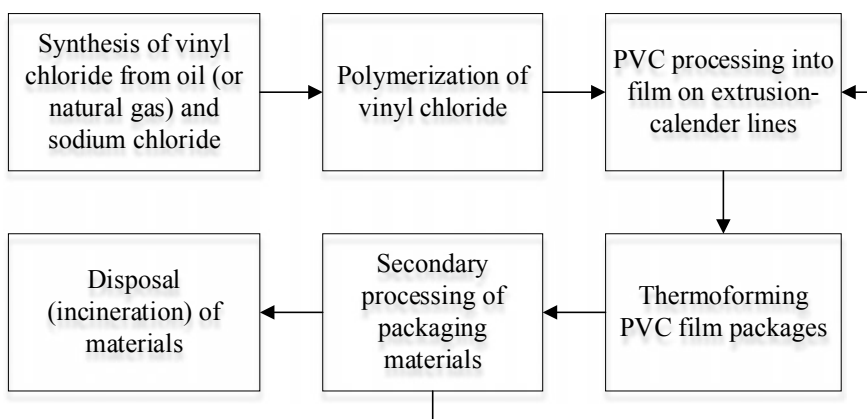 Synthesis of vinyl
chloride from oil (or
natural gas) and
sodium chloride
Polymerization of
vinyl chloride
PVC processing into
film on extrusion-
calender lines
Disposal
(incineration) of
materials
Secondary
processing of
packaging
materials
Thermoforming
PVC film packages